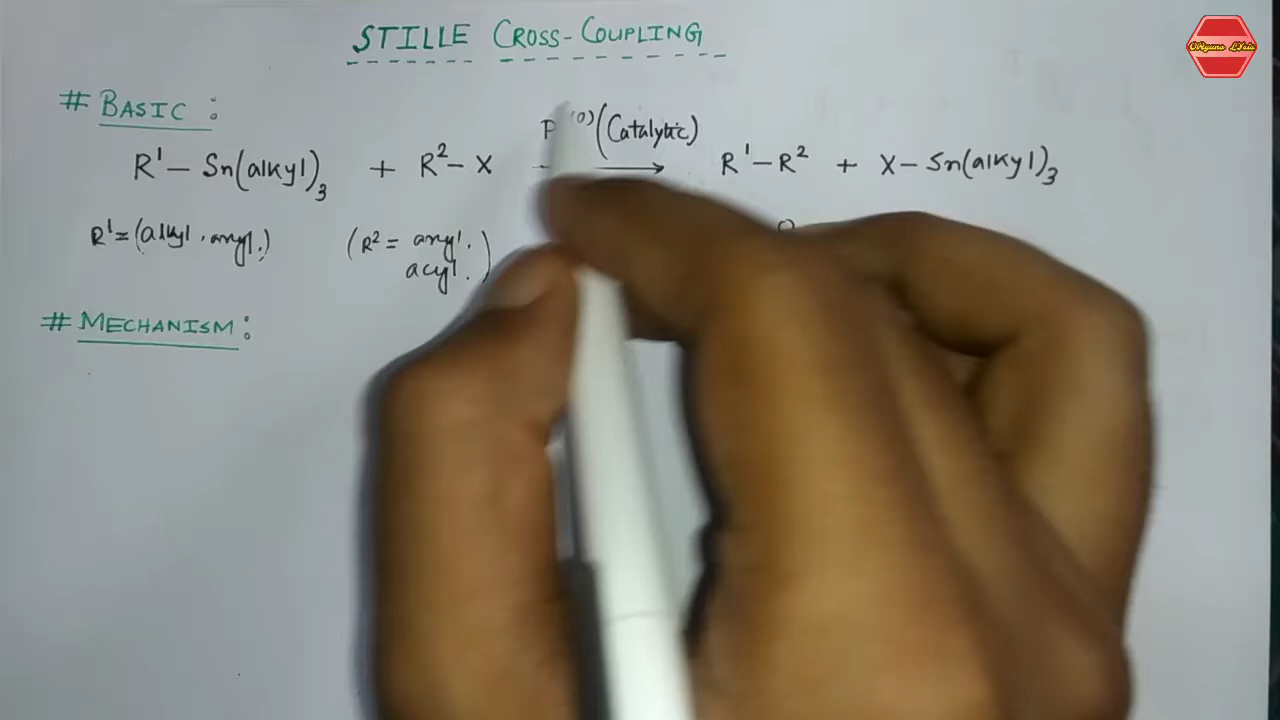 STILLE CROSS-COUPLING
# BASIC :
(0) (Catalytic)
R¹ – Sn(alkyl)₃ + R² – X → R¹ – R² + X – Sn(alkyl)₃
R¹ = (alkyl, aryl.) (R² = aryl.
acyl. )
# MECHANISM :